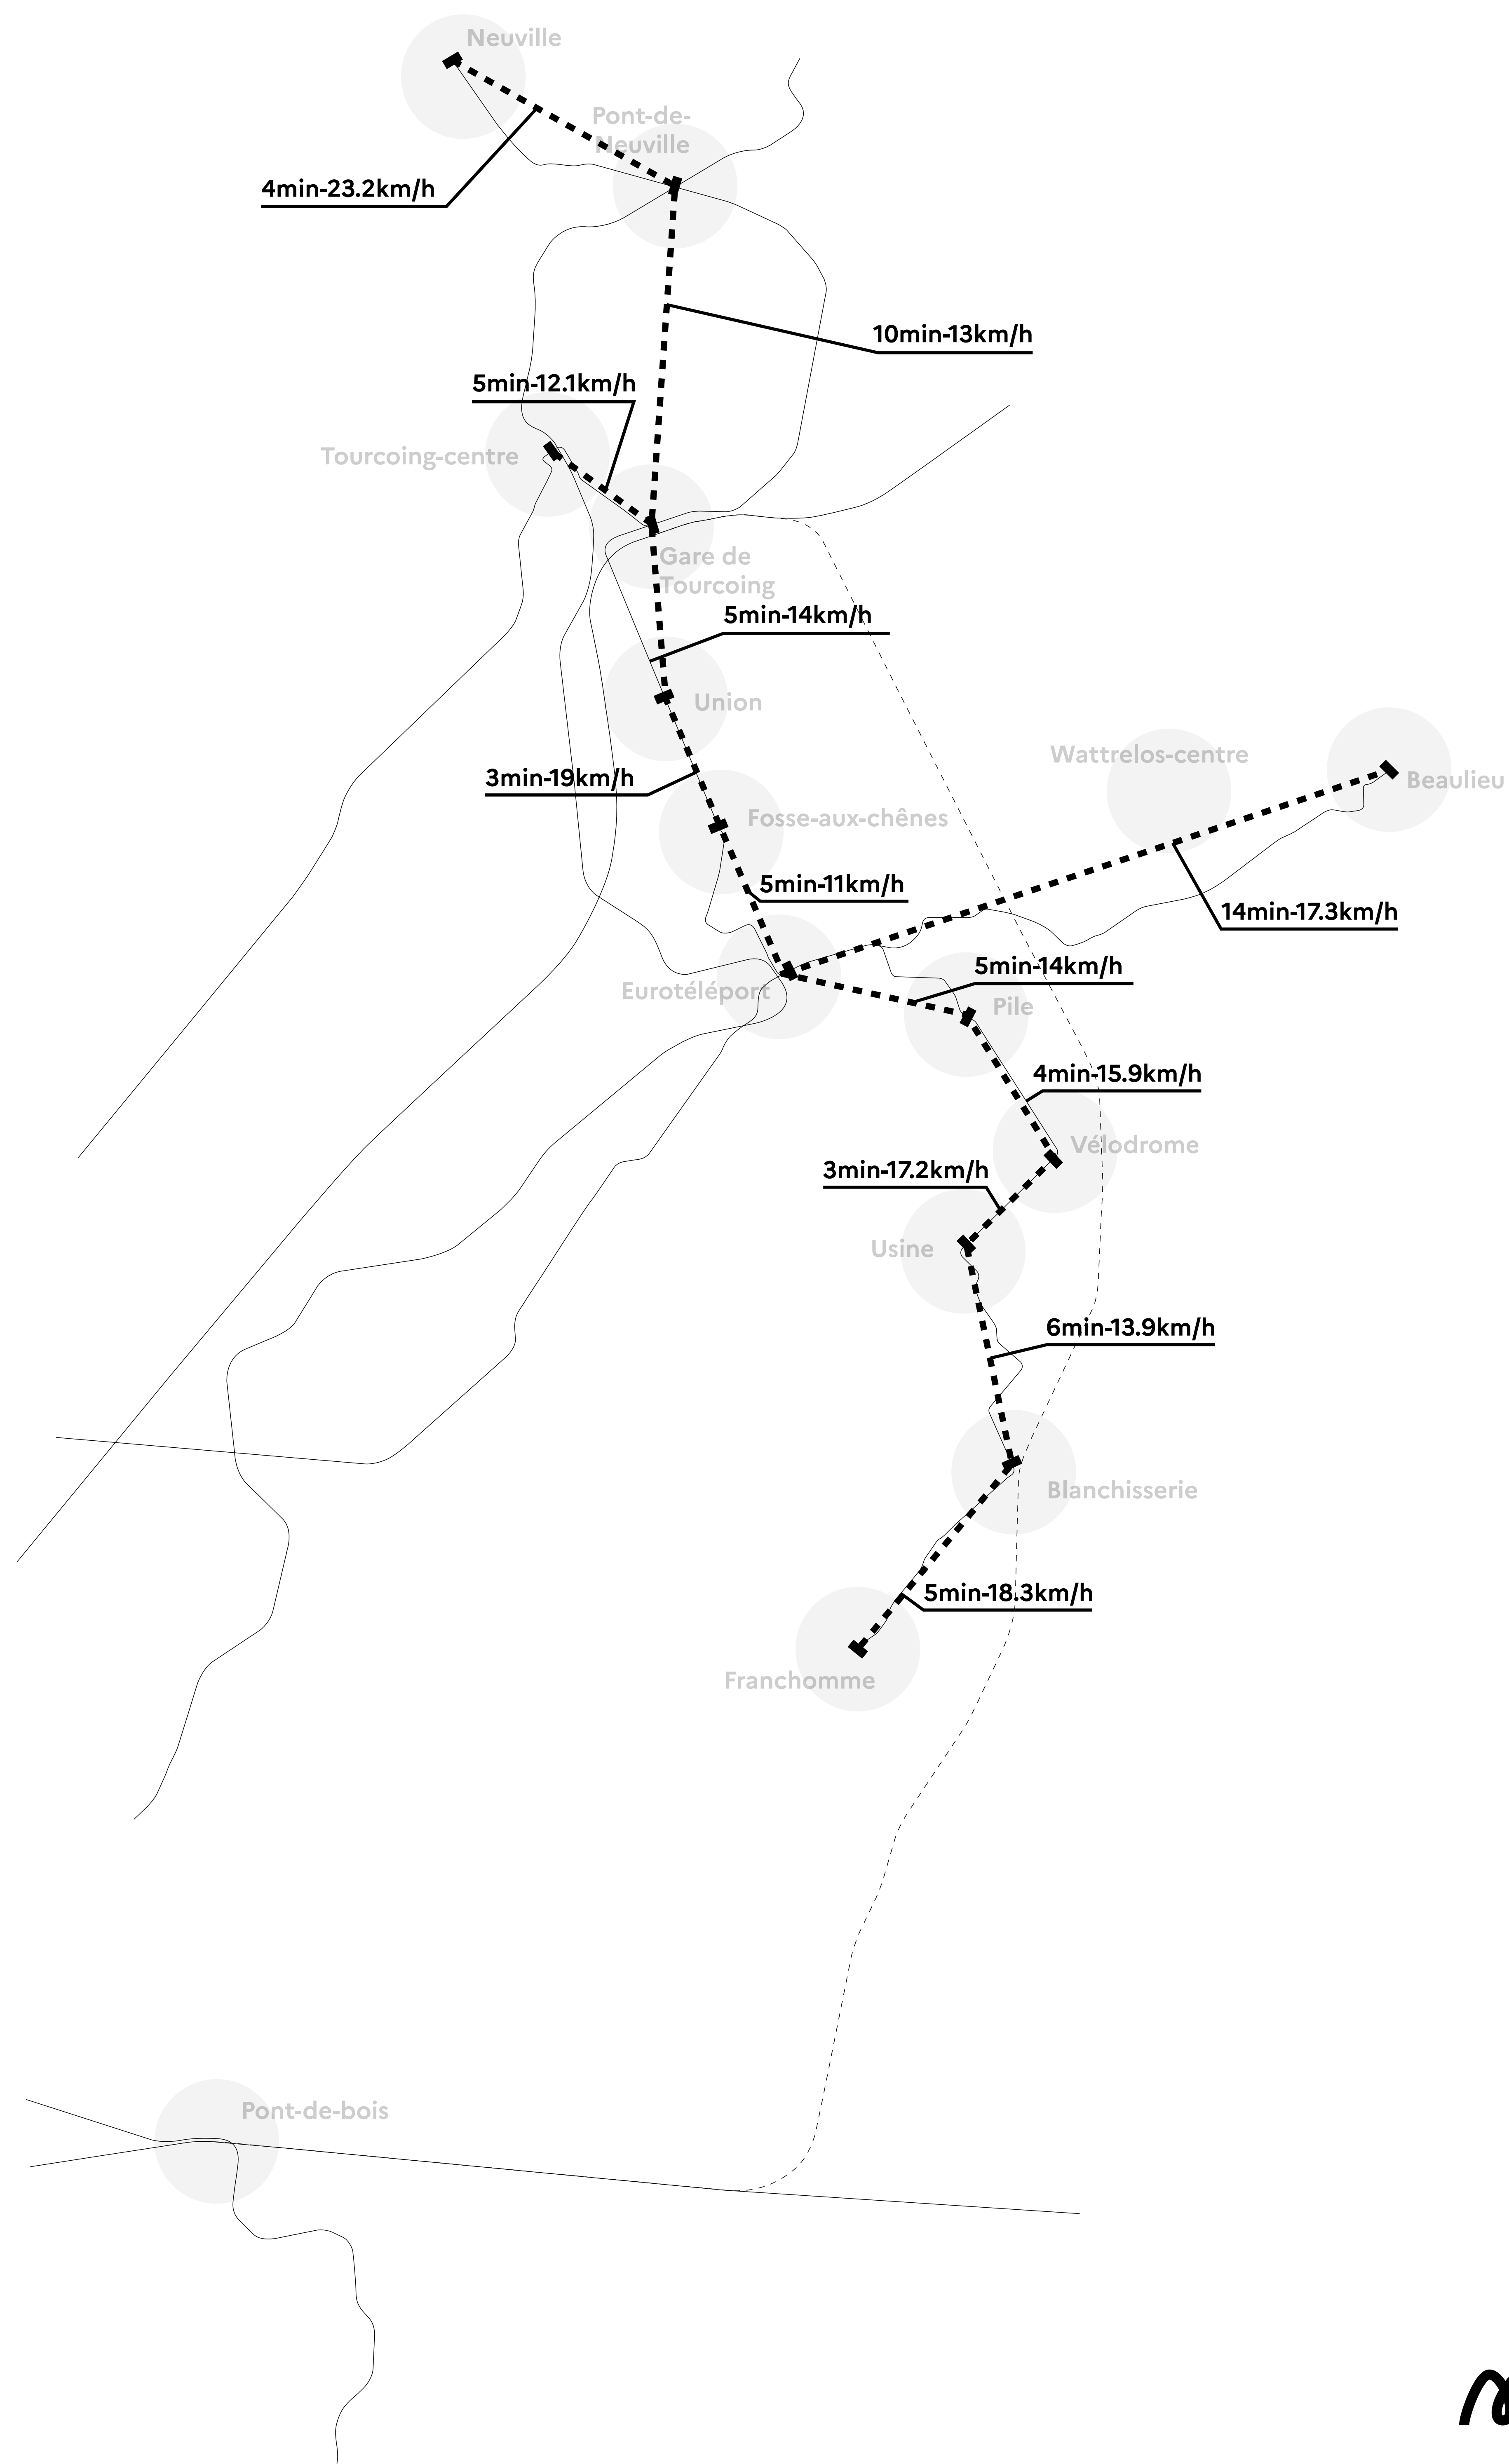 Neuville
Pont-de-
Neuville
4min-23.2km/h
10min-13km/h
5min-12.1km/h
Tourcoing-centre
Gare de
Tourcoing
5min-14km/h
Union
Wattrelos-centre
Beaulieu
3min-19km/h
Fosse-aux-chênes
5min-11km/h
14min-17.3km/h
5min-14km/h
Eurotéléport
Pile
4min-15.9km/h
Vélodrome
3min-17.2km/h
Usine
6min-13.9km/h
Blanchisserie
5min-18.3km/h
Franchomme
Pont-de-bois